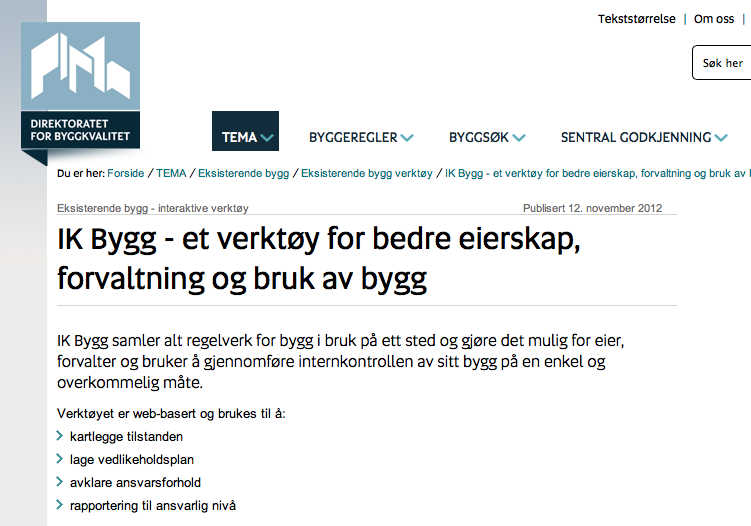 Tekststørrelse | Om oss |
Søk her
DIREKTORATET
FOR BYGGKVALITET
TEMA BYGGEREGLER BYGGSØK SENTRAL GODKJENNING
Du er her: Forside / TEMA / Eksisterende bygg / Eksisterende bygg verktøy / IK Bygg - et verktøy for bedre eierskap, forvaltning og bruk av
Eksisterende bygg - interaktive verktøy Publisert 12. november 2012
IK Bygg - et verktøy for bedre eierskap,
forvaltning og bruk av bygg
IK Bygg samler alt regelverk for bygg i bruk på ett sted og gjøre det mulig for eier,
forvalter og bruker å gjennomføre internkontrollen av sitt bygg på en enkel og
overkommelig måte.
Verktøyet er web-basert og brukes til å:
kartlegge tilstanden
lage vedlikeholdsplan
avklare ansvarsforhold
rapportering til ansvarlig nivå